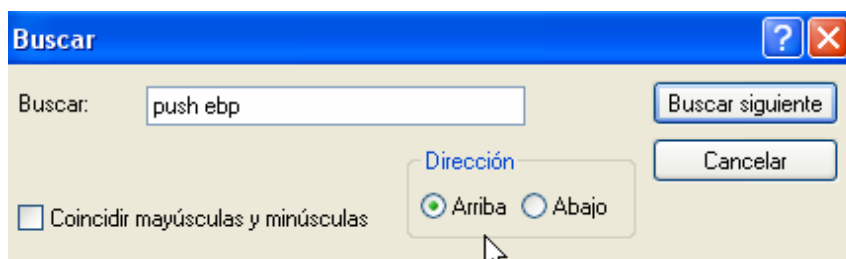 Buscar
Buscar: push ebp Buscar siguiente
Dirección Cancelar
Coincidir mayúsculas y minúsculas Arriba Abajo